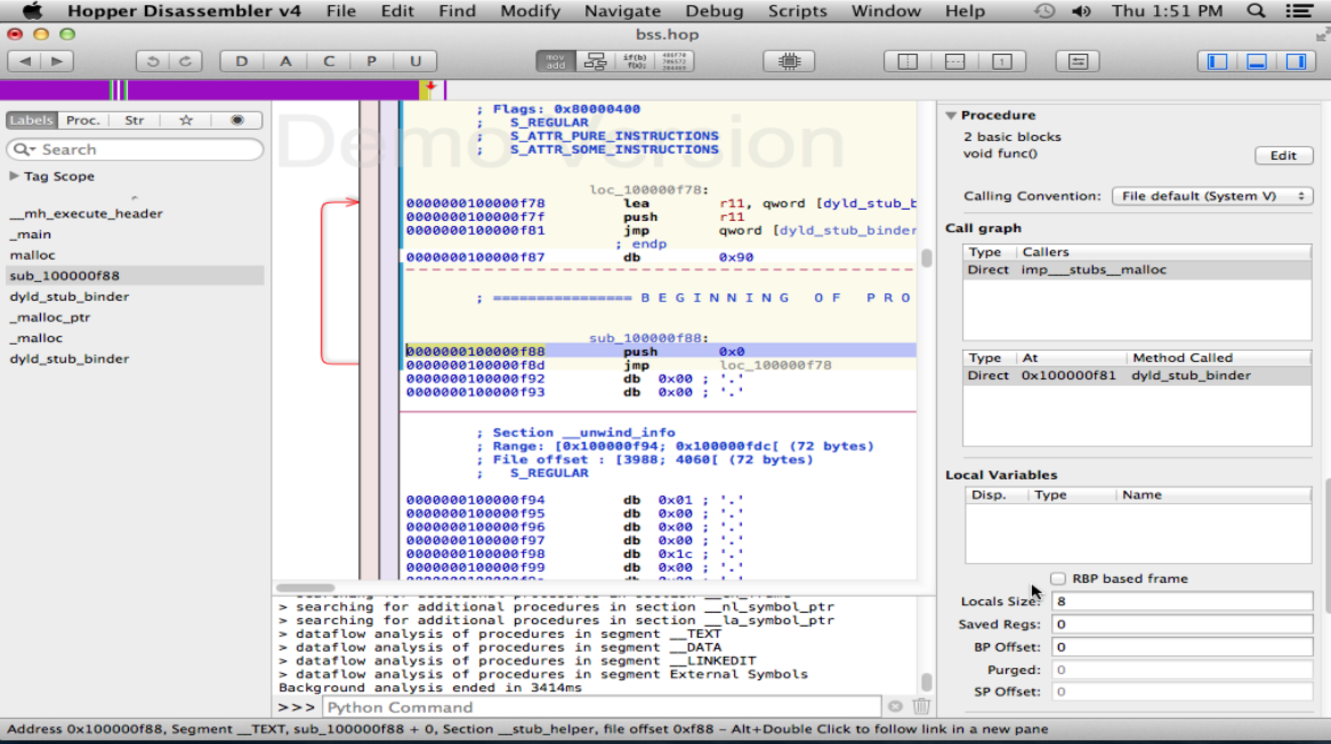 Hopper Disassembler v4 File Edit Find Modify Navigate Debug Scripts Window Help Thu 1:51 PM
bss.hop
D A C P U mov add if(b) f(x);
Labels Proc. Str
Search
Tag Scope
__mh_execute_header
_main
malloc
sub_100000f88
dyld_stub_binder
_malloc_ptr
_malloc
dyld_stub_binder
Demo Version
; Flags: 0x80000400
; S_REGULAR
; S_ATTR_PURE_INSTRUCTIONS
; S_ATTR_SOME_INSTRUCTIONS
loc_100000f78:
0000000100000f78 lea r11, qword [dyld_stub_b
0000000100000f7f push r11
0000000100000f81 jmp qword [dyld_stub_binder
; endp
0000000100000f87 db 0x90
; ================ B E G I N N I N G O F P R O
sub_100000f88:
0000000100000f88 push 0x0
0000000100000f8d jmp loc_100000f78
0000000100000f92 db 0x00 ; '.'
0000000100000f93 db 0x00 ; '.'
; Section __unwind_info
; Range: [0x100000f94; 0x100000fdc[ (72 bytes)
; File offset : [3988; 4060[ (72 bytes)
; S_REGULAR
0000000100000f94 db 0x01 ; '.'
0000000100000f95 db 0x00 ; '.'
0000000100000f96 db 0x00 ; '.'
0000000100000f97 db 0x00 ; '.'
0000000100000f98 db 0x1c ; '.'
0000000100000f99 db 0x00 ; '.'
> searching for additional procedures in section __nl_symbol_ptr
> searching for additional procedures in section __la_symbol_ptr
> dataflow analysis of procedures in segment __TEXT
> dataflow analysis of procedures in segment __DATA
> dataflow analysis of procedures in segment __LINKEDIT
> dataflow analysis of procedures in segment External Symbols
Background analysis ended in 3414ms
>>> Python Command
Procedure
2 basic blocks
void func()
Edit
Calling Convention: File default (System V)
Call graph
Type Callers
Direct imp___stubs__malloc
Type At Method Called
Direct 0x100000f81 dyld_stub_binder
Local Variables
Disp. Type Name
RBP based frame
Locals Size: 8
Saved Regs: 0
BP Offset: 0
Purged: 0
SP Offset: 0
Address 0x100000f88, Segment __TEXT, sub_100000f88 + 0, Section __stub_helper, file offset 0xf88 – Alt+Double Click to follow link in a new pane